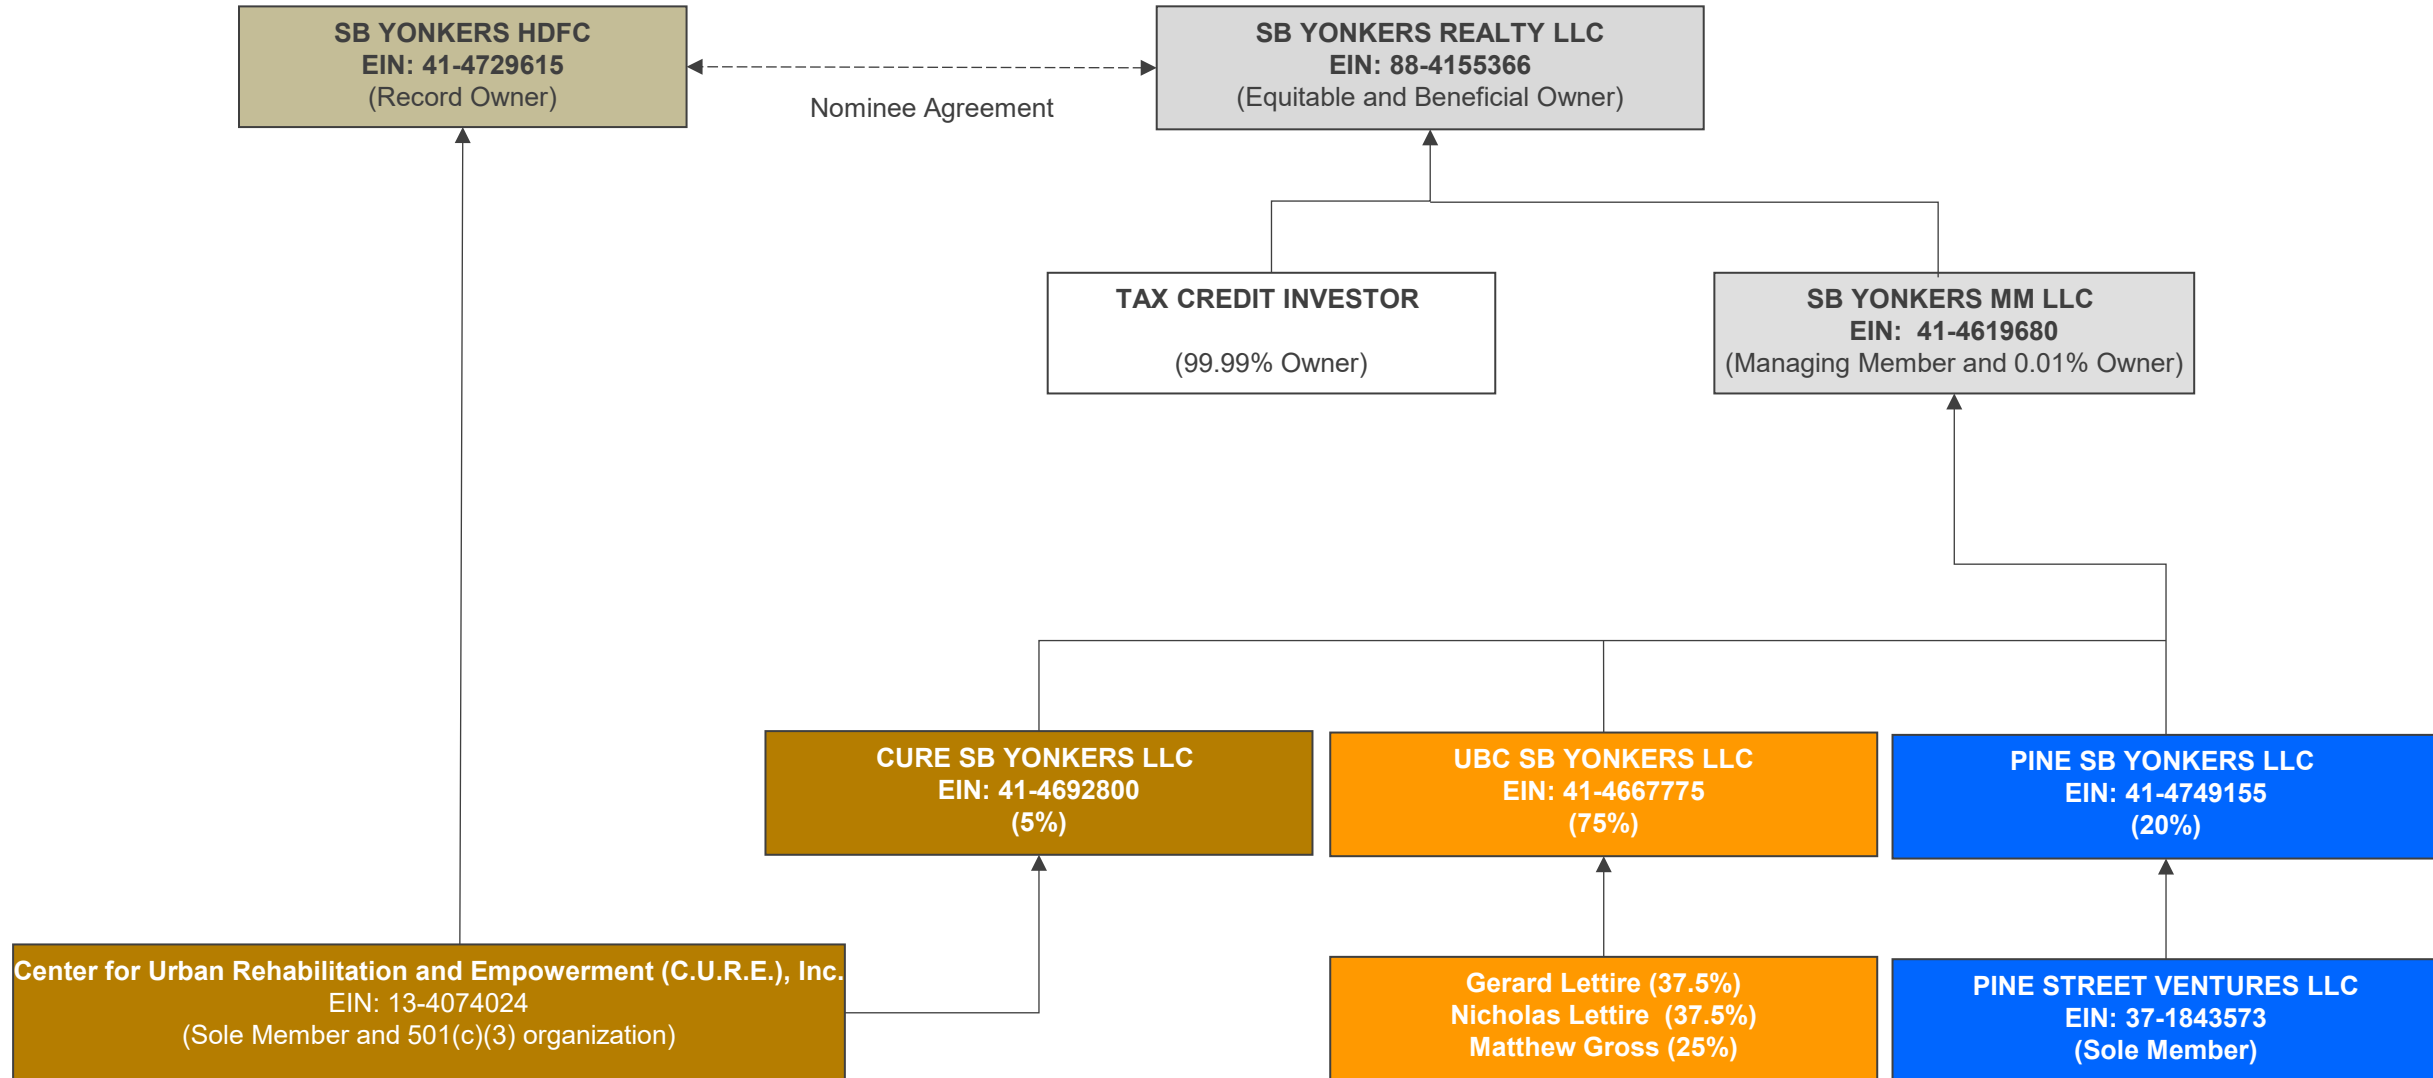 SB YONKERS HDFC
EIN: 41-4729615
(Record Owner)
Nominee Agreement
SB YONKERS REALTY LLC
EIN: 88-4155366
(Equitable and Beneficial Owner)
TAX CREDIT INVESTOR
(99.99% Owner)
SB YONKERS MM LLC
EIN:  41-4619680
(Managing Member and 0.01% Owner)
CURE SB YONKERS LLC
EIN: 41-4692800
(5%)
UBC SB YONKERS LLC
EIN: 41-4667775
(75%)
PINE SB YONKERS LLC
EIN: 41-4749155
(20%)
Center for Urban Rehabilitation and Empowerment (C.U.R.E.), Inc.
EIN: 13-4074024
(Sole Member and 501(c)(3) organization)
Gerard Lettire (37.5%)
Nicholas Lettire  (37.5%)
Matthew Gross (25%)
PINE STREET VENTURES LLC
EIN: 37-1843573
(Sole Member)